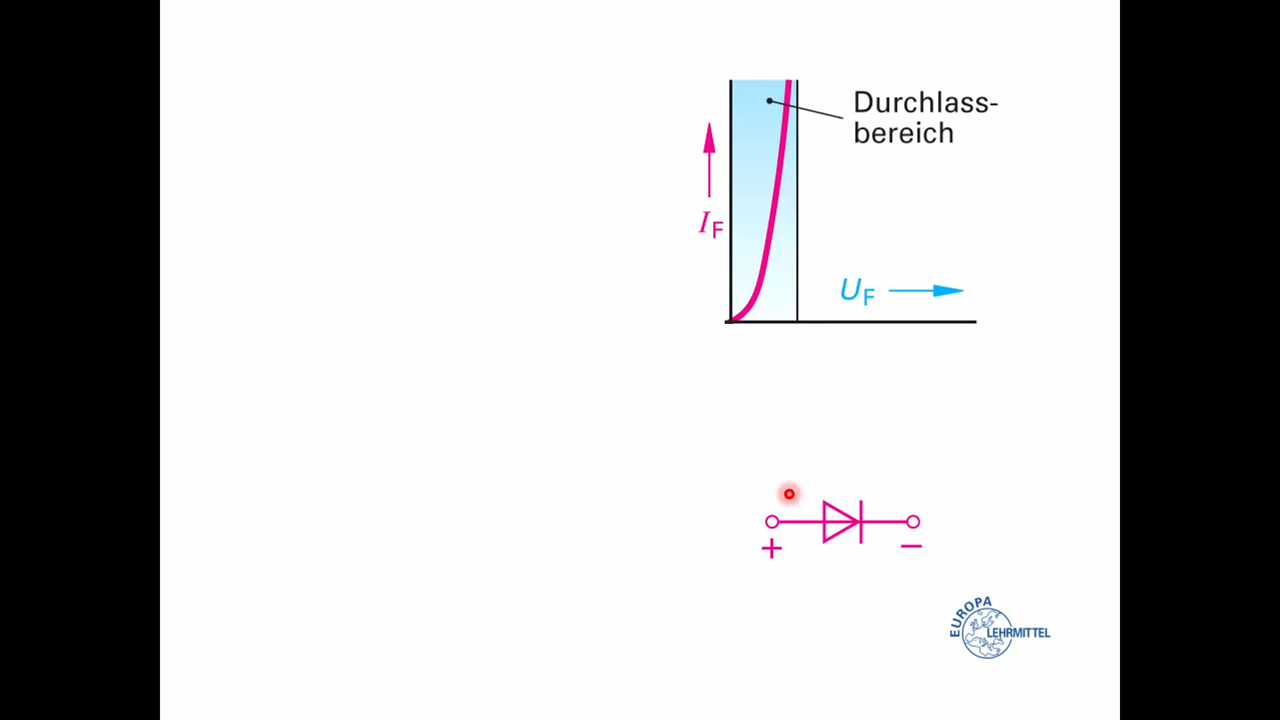 Durchlass-
bereich
I_F
U_F
+ −
EUROPA
LEHRMITTEL